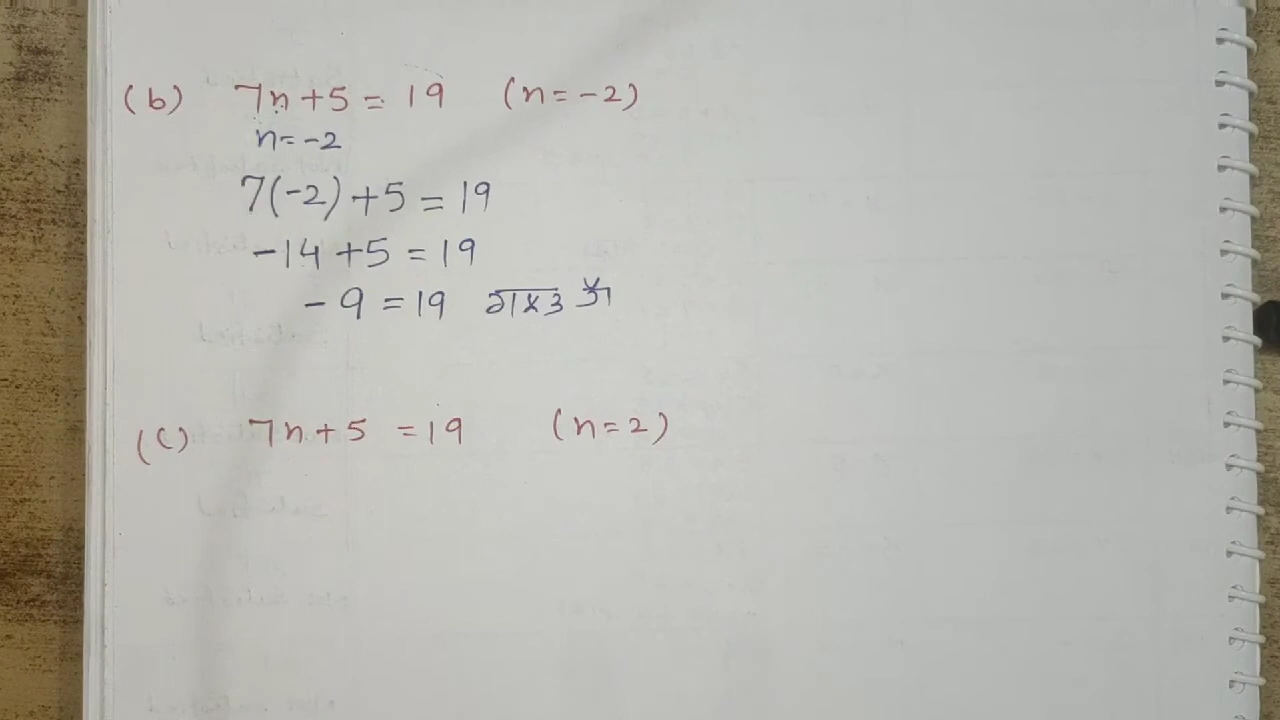 (b) 7n+5 = 19 (n=-2)
n=-2
7(-2)+5 = 19
-14+5 = 19
-9 = 19
(C) 7n+5 = 19 (n=2)